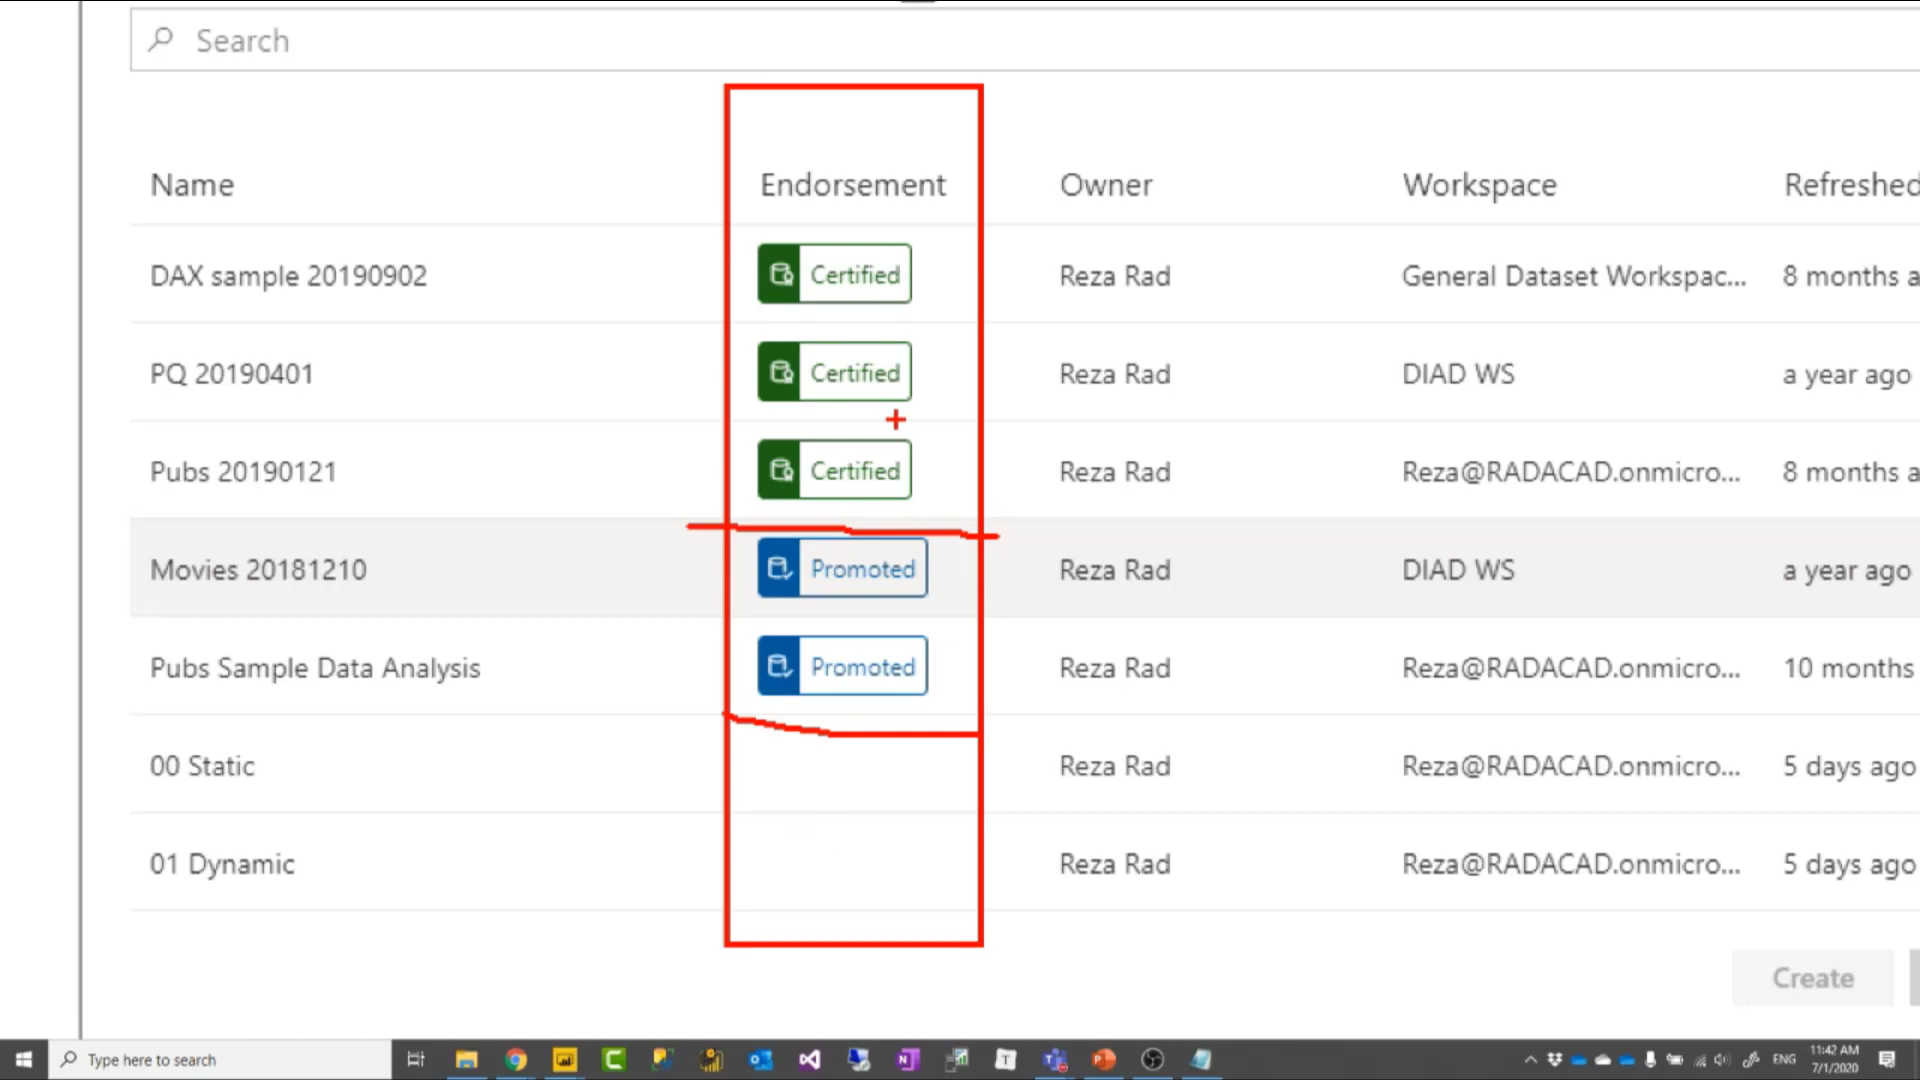 Search
Name Endorsement Owner Workspace Refreshed
DAX sample 20190902 Certified Reza Rad General Dataset Workspac... 8 months a
PQ 20190401 Certified Reza Rad DIAD WS a year ago
Pubs 20190121 Certified Reza Rad Reza@RADACAD.onmicro... 8 months a
Movies 20181210 Promoted Reza Rad DIAD WS a year ago
Pubs Sample Data Analysis Promoted Reza Rad Reza@RADACAD.onmicro... 10 months
00 Static Reza Rad Reza@RADACAD.onmicro... 5 days ago
01 Dynamic Reza Rad Reza@RADACAD.onmicro... 5 days ago
Create
Type here to search ENG 11:42 AM
7/1/2020